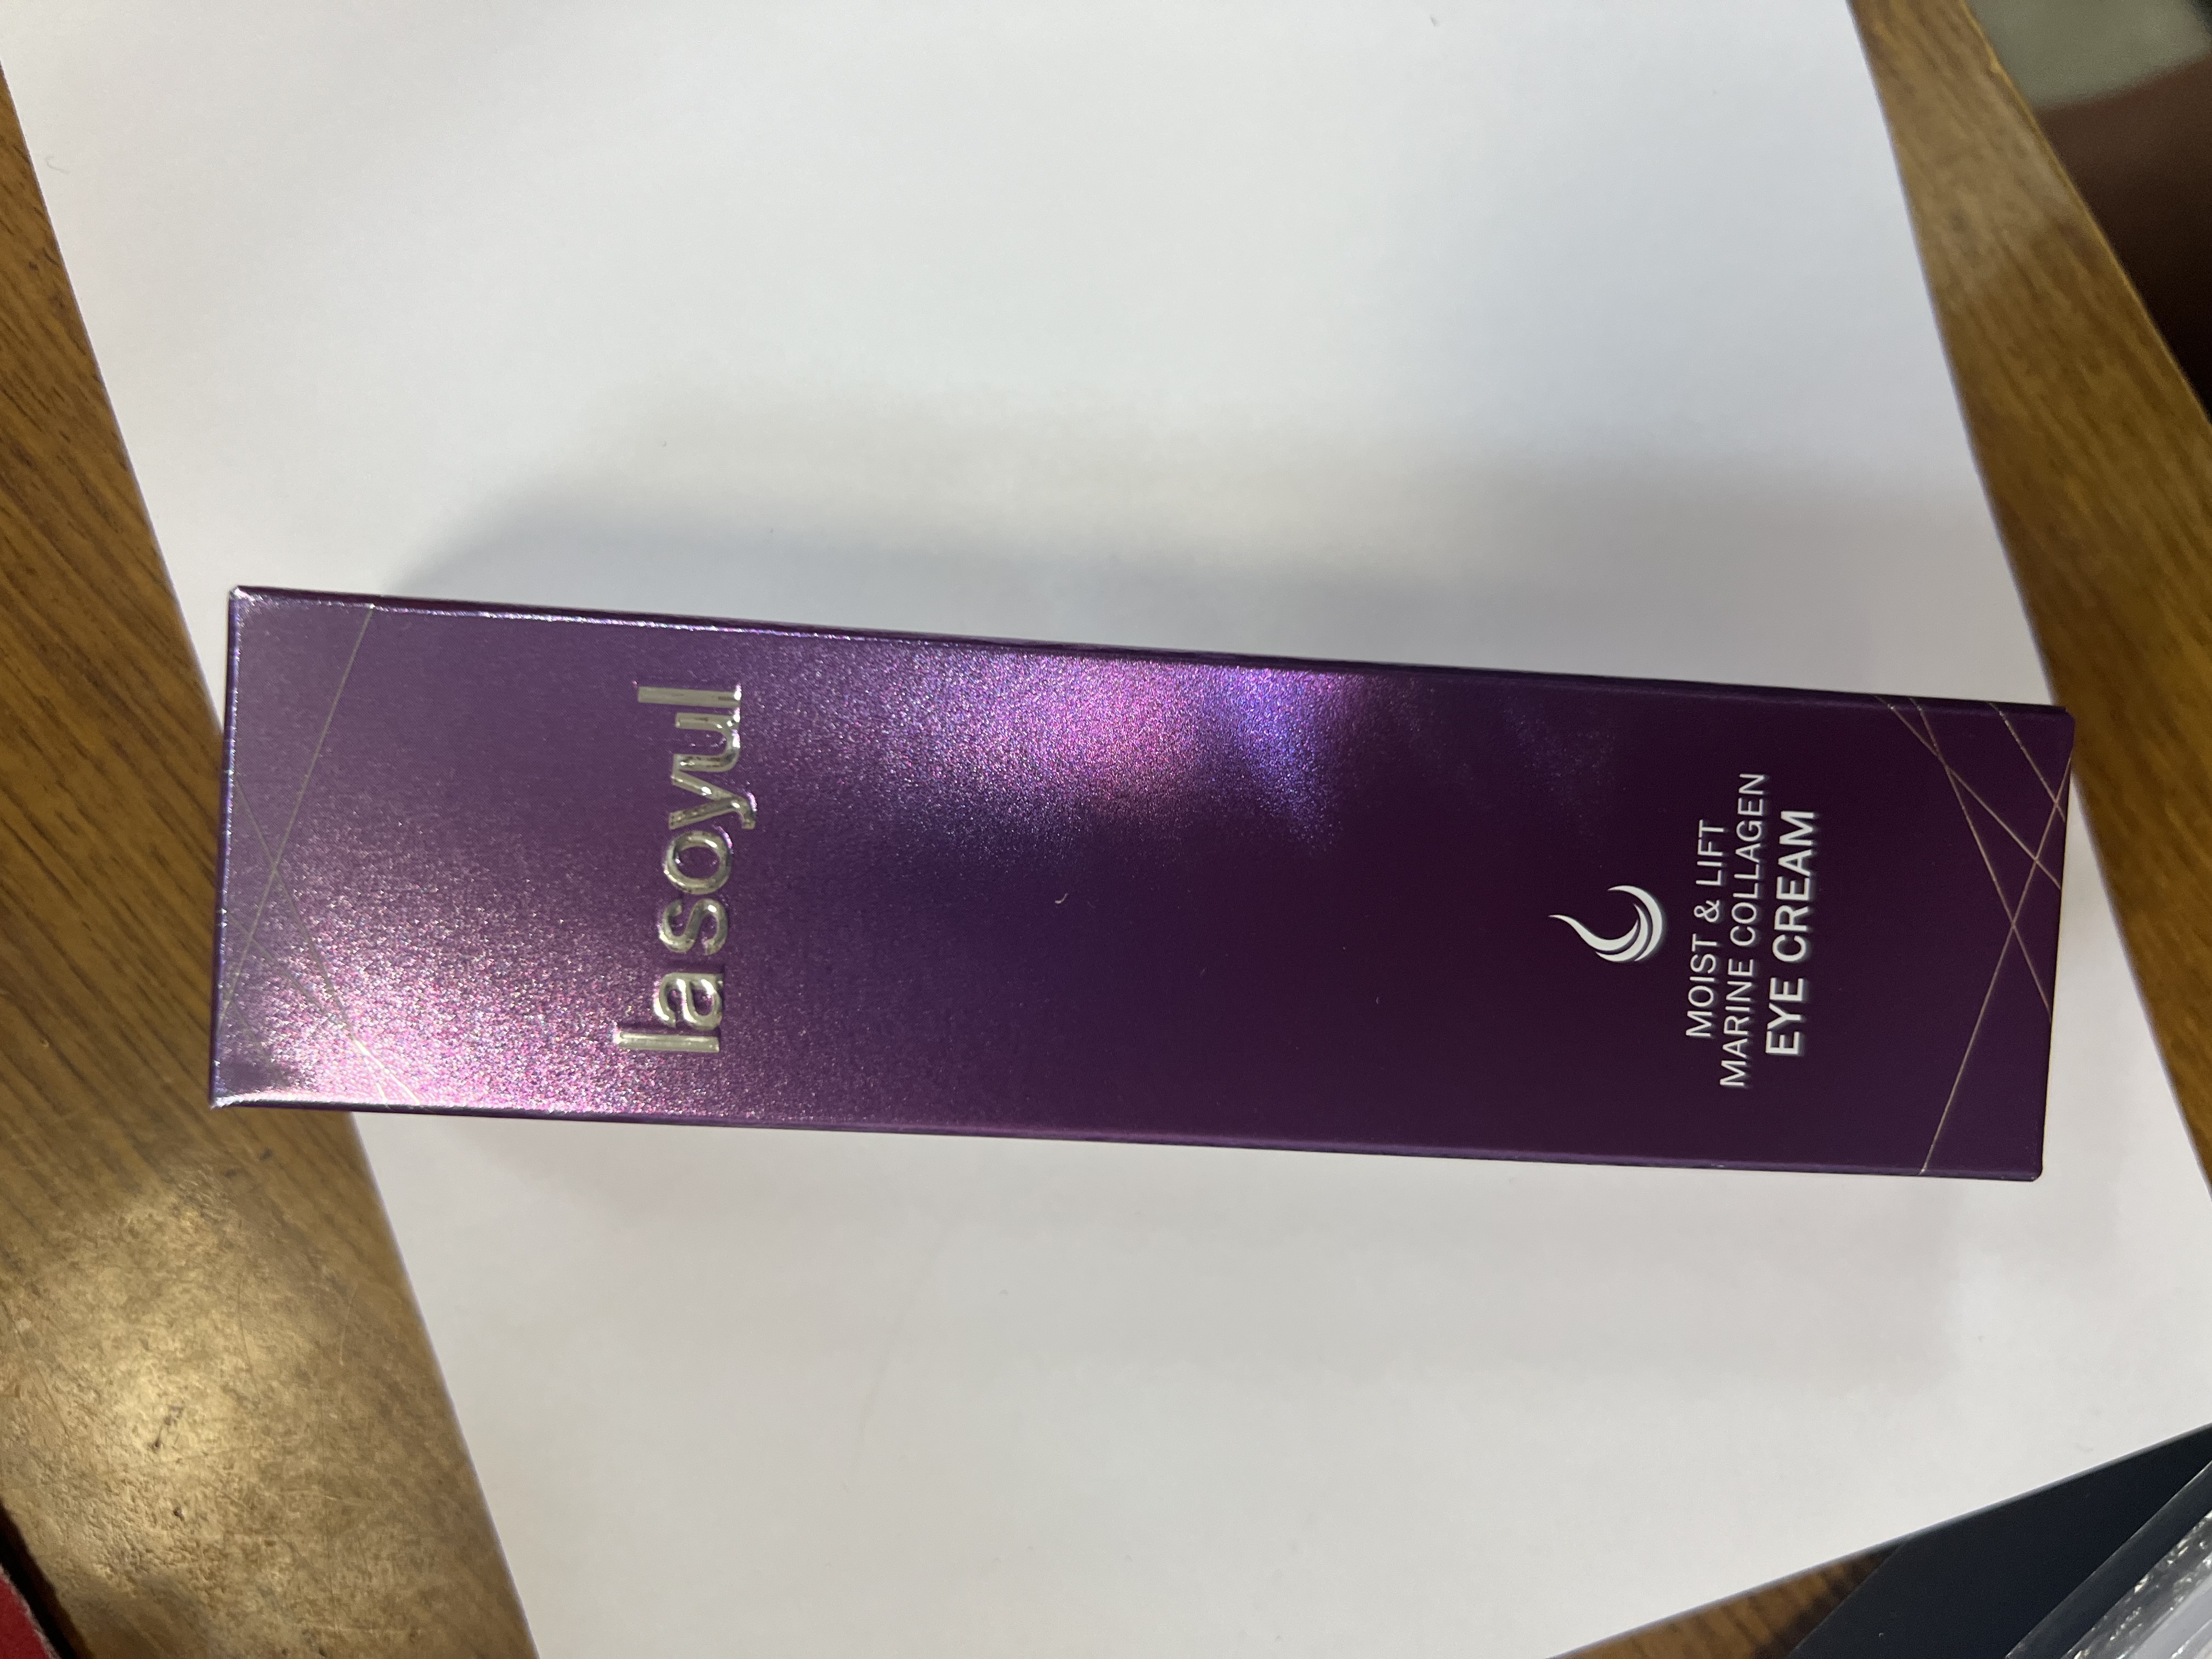 lasoyul
MOIST & LIFT
MARINE COLLAGEN
EYE CREAM